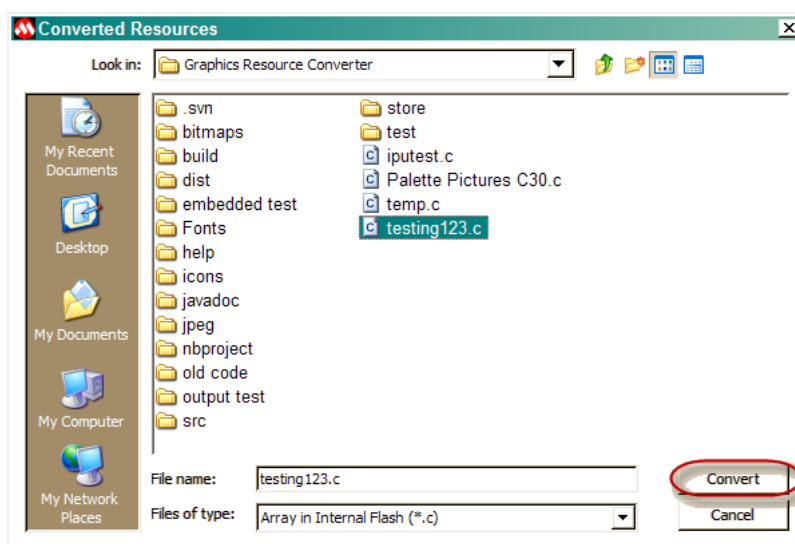 Converted Resources
Look in: Graphics Resource Converter
My Recent
Documents
Desktop
My Documents
My Computer
My Network
Places
.svn
bitmaps
build
dist
embedded test
Fonts
help
icons
javadoc
jpeg
nbproject
old code
output test
src
store
test
iputest.c
Palette Pictures C30.c
temp.c
testing123.c
File name: testing123.c
Convert
Files of type: Array in Internal Flash (*.c)
Cancel